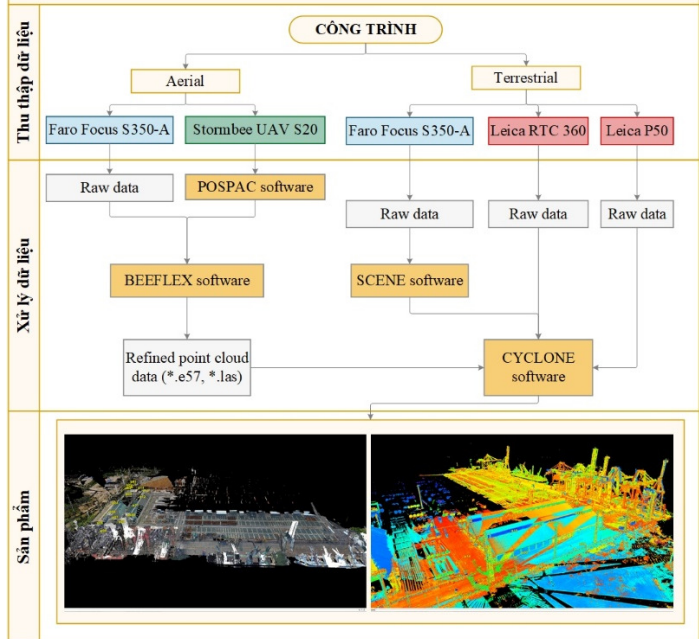 CÔNG TRÌNH
Thu thập dữ liệu
Aerial
Terrestrial
Faro Focus S350-A
Stormbee UAV S20
Faro Focus S350-A
Leica RTC 360
Leica P50
Xử lý dữ liệu
Raw data
POSPAC software
Raw data
Raw data
Raw data
BEEFLEX software
SCENE software
Refined point cloud
data (*.e57, *.las)
CYCLONE
software
Sản phẩm